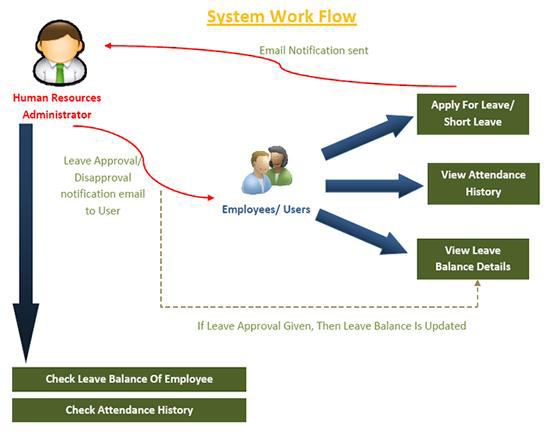 System Work Flow
Email Notification sent
Human Resources
Administrator
Apply For Leave/
Short Leave
Leave Approval/
Disapproval
notification email
to User
View Attendance
History
Employees/ Users
View Leave
Balance Details
If Leave Approval Given, Then Leave Balance Is Updated
Check Leave Balance Of Employee
Check Attendance History